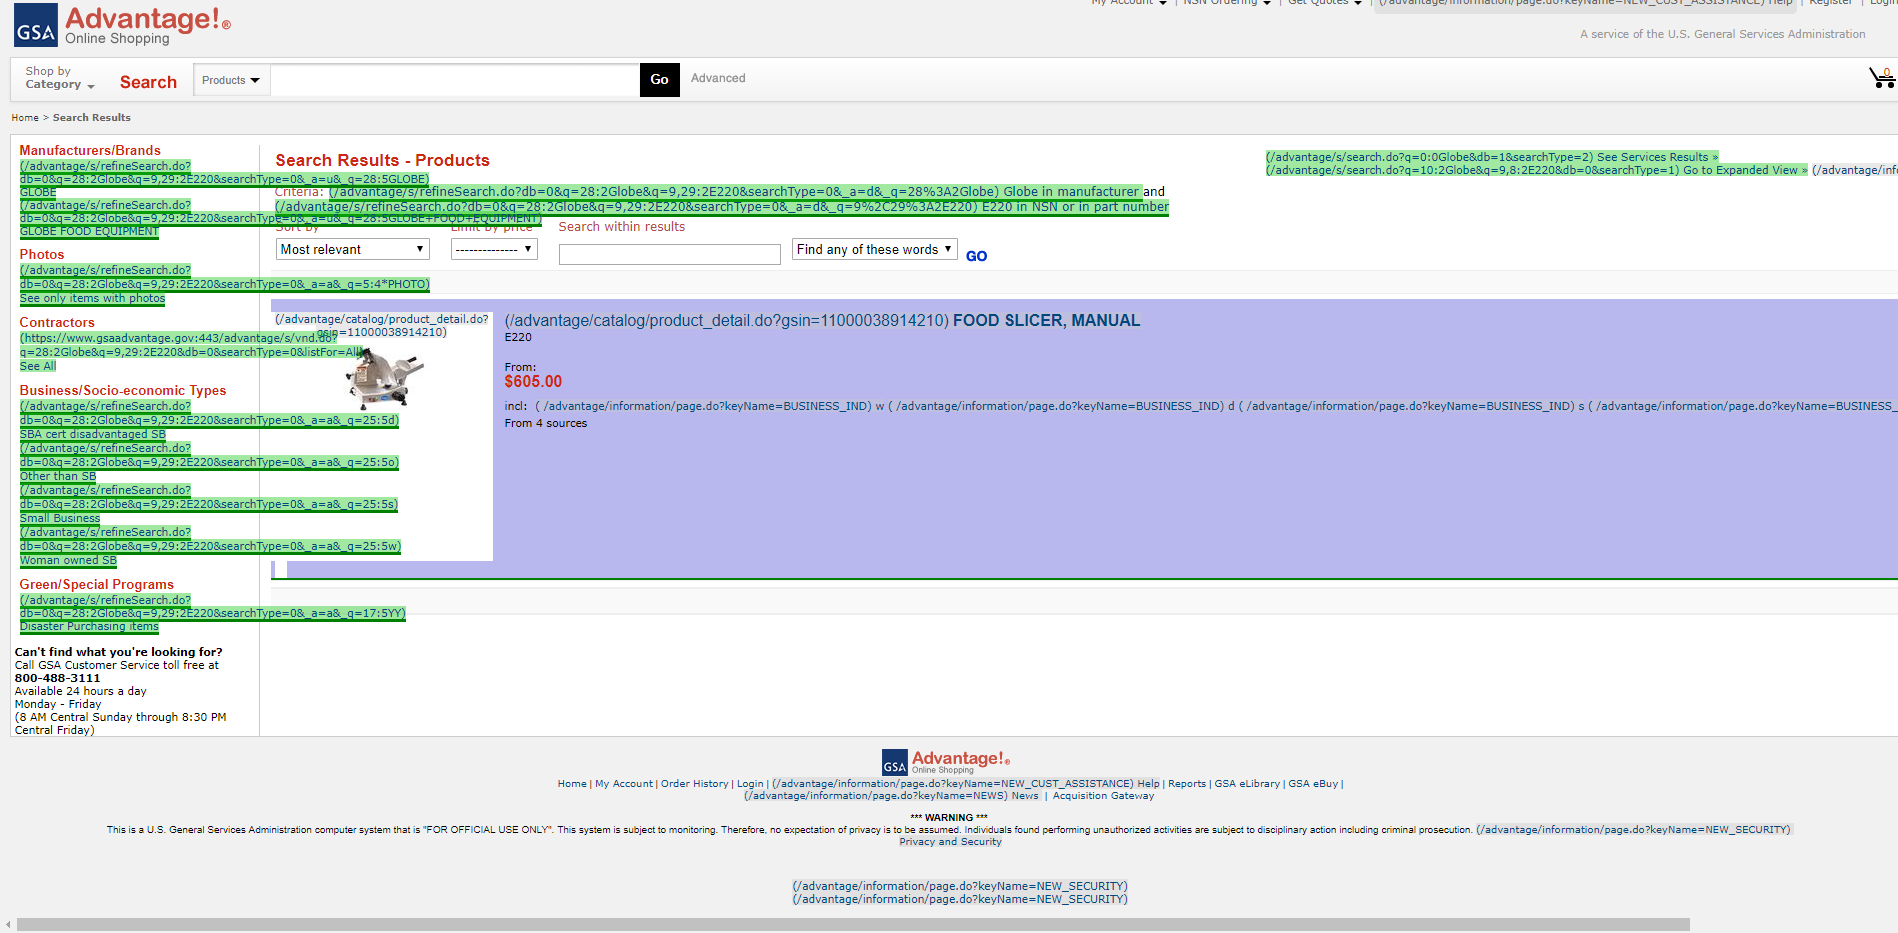 My Account | NSN Ordering | Get Quotes | (/advantage/information/page.do?keyName=NEW_CUST_ASSISTANCE) Help | Register | Login
GSA Advantage!®
Online Shopping
A service of the U.S. General Services Administration
Shop by
Category
Search
Products
Go
Advanced
0
Home > Search Results
Manufacturers/Brands
(/advantage/s/refineSearch.do?
db=0&q=28:2Globe&q=9,29:2E220&searchType=0&_a=u&_q=28:5GLOBE)
GLOBE
(/advantage/s/refineSearch.do?
db=0&q=28:2Globe&q=9,29:2E220&searchType=0&_a=u&_q=28:5GLOBE+FOOD+EQUIPMENT)
GLOBE FOOD EQUIPMENT
Photos
(/advantage/s/refineSearch.do?
db=0&q=28:2Globe&q=9,29:2E220&searchType=0&_a=a&_q=5:4*PHOTO)
See only items with photos
Contractors
(https://www.gsaadvantage.gov:443/advantage/s/vnd.do?
q=28:2Globe&q=9,29:2E220&db=0&searchType=0&listFor=All)
See All
Business/Socio-economic Types
(/advantage/s/refineSearch.do?
db=0&q=28:2Globe&q=9,29:2E220&searchType=0&_a=a&_q=25:5d)
SBA cert disadvantaged SB
(/advantage/s/refineSearch.do?
db=0&q=28:2Globe&q=9,29:2E220&searchType=0&_a=a&_q=25:5o)
Other than SB
(/advantage/s/refineSearch.do?
db=0&q=28:2Globe&q=9,29:2E220&searchType=0&_a=a&_q=25:5s)
Small Business
(/advantage/s/refineSearch.do?
db=0&q=28:2Globe&q=9,29:2E220&searchType=0&_a=a&_q=25:5w)
Woman owned SB
Green/Special Programs
(/advantage/s/refineSearch.do?
db=0&q=28:2Globe&q=9,29:2E220&searchType=0&_a=a&_q=17:5YY)
Disaster Purchasing items
Can't find what you're looking for?
Call GSA Customer Service toll free at
800-488-3111
Available 24 hours a day
Monday - Friday
(8 AM Central Sunday through 8:30 PM
Central Friday)
Search Results - Products
(/advantage/s/search.do?q=0:0Globe&db=1&searchType=2) See Services Results »
(/advantage/s/search.do?q=10:2Globe&q=9,8:2E220&db=0&searchType=1) Go to Expanded View » (/advantage/info
Criteria: (/advantage/s/refineSearch.do?db=0&q=28:2Globe&q=9,29:2E220&searchType=0&_a=d&_q=28%3A2Globe) Globe in manufacturer and
(/advantage/s/refineSearch.do?db=0&q=28:2Globe&q=9,29:2E220&searchType=0&_a=d&_q=9%2C29%3A2E220) E220 in NSN or in part number
Sort by Limit by price Search within results
Most relevant -------------- Find any of these words GO
(/advantage/catalog/product_detail.do?
gsin=11000038914210)
(/advantage/catalog/product_detail.do?gsin=11000038914210) FOOD SLICER, MANUAL
E220
From:
$605.00
incl: ( /advantage/information/page.do?keyName=BUSINESS_IND) w ( /advantage/information/page.do?keyName=BUSINESS_IND) d ( /advantage/information/page.do?keyName=BUSINESS_IND) s ( /advantage/information/page.do?keyName=BUSINESS_
From 4 sources
GSA Advantage!®
Online Shopping
Home | My Account | Order History | Login | (/advantage/information/page.do?keyName=NEW_CUST_ASSISTANCE) Help | Reports | GSA eLibrary | GSA eBuy |
(/advantage/information/page.do?keyName=NEWS) News | Acquisition Gateway
*** WARNING ***
This is a U.S. General Services Administration computer system that is "FOR OFFICIAL USE ONLY". This system is subject to monitoring. Therefore, no expectation of privacy is to be assumed. Individuals found performing unauthorized activities are subject to disciplinary action including criminal prosecution. (/advantage/information/page.do?keyName=NEW_SECURITY)
Privacy and Security
(/advantage/information/page.do?keyName=NEW_SECURITY)
(/advantage/information/page.do?keyName=NEW_SECURITY)